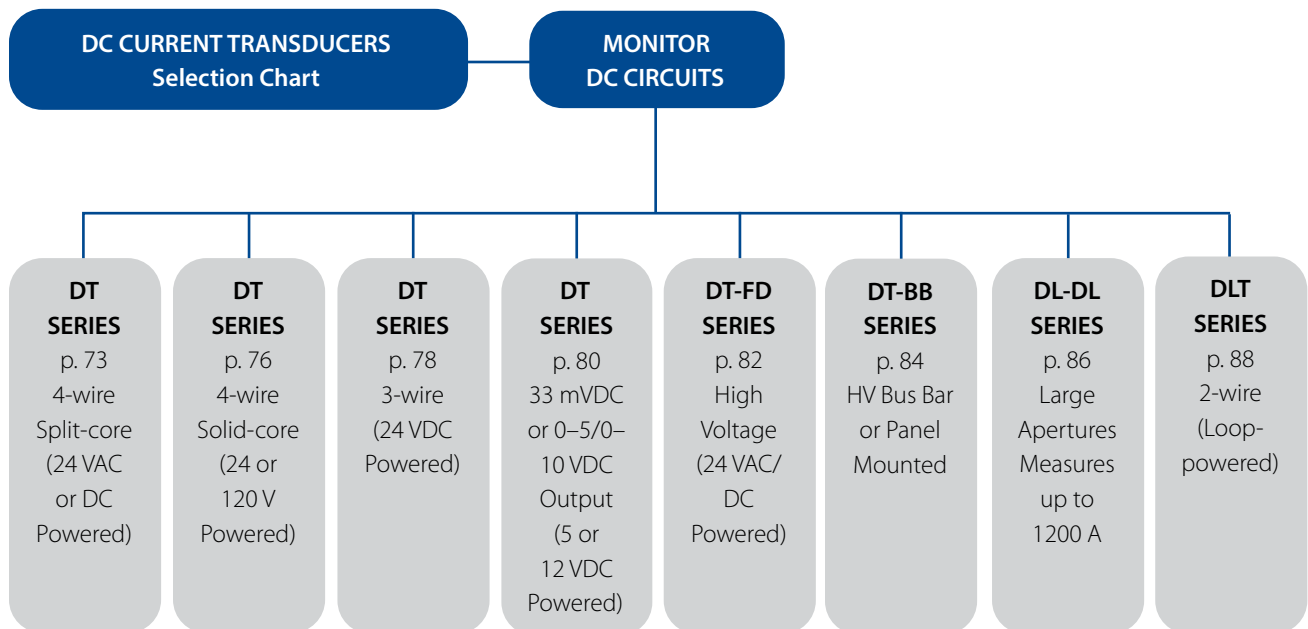 DC CURRENT TRANSDUCERS
Selection Chart
MONITOR
DC CIRCUITS
DT
SERIES
p. 73
4-wire
Split-core
(24 VAC
or DC
Powered)
DT
SERIES
p. 76
4-wire
Solid-core
(24 or
120 V
Powered)
DT
SERIES
p. 78
3-wire
(24 VDC
Powered)
DT
SERIES
p. 80
33 mVDC
or 0–5/0–
10 VDC
Output
(5 or
12 VDC
Powered)
DT-FD
SERIES
p. 82
High
Voltage
(24 VAC/
DC
Powered)
DT-BB
SERIES
p. 84
HV Bus Bar
or Panel
Mounted
DL-DL
SERIES
p. 86
Large
Apertures
Measures
up to
1200 A
DLT
SERIES
p. 88
2-wire
(Loop-
powered)